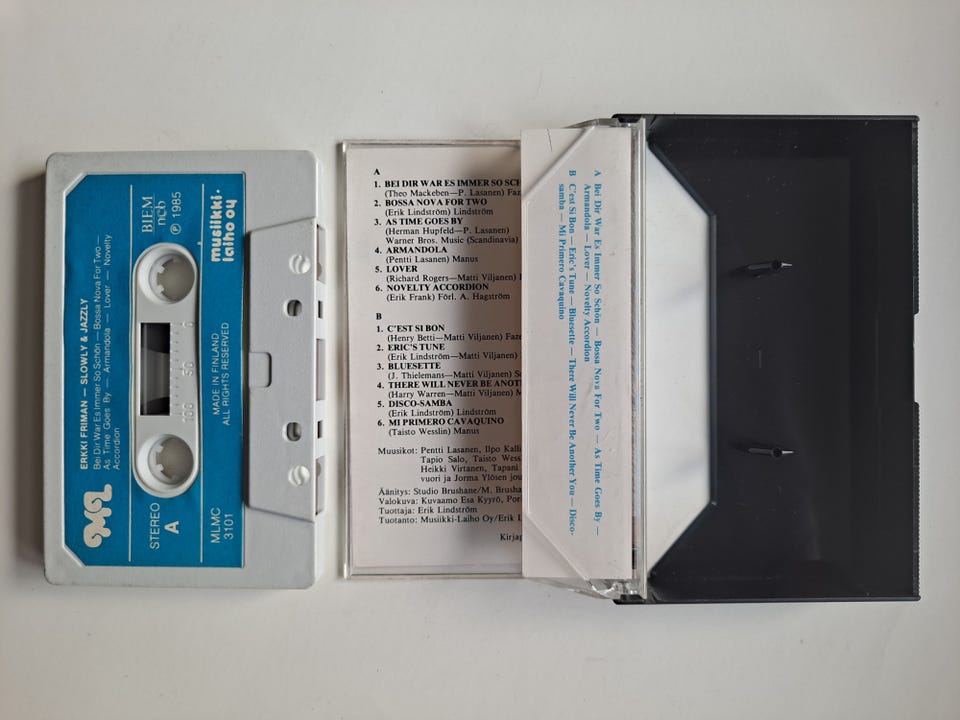 ERKKI FRIMAN — SLOWLY & JAZZLY
Bei Dir War Es Immer So Schön — Bossa Nova For Two —
As Time Goes By — Armandola — Lover — Novelty
Accordion
STEREO
A
BIEM
mcb
℗ 1985
100 50 0
MLMC
3101
MADE IN FINLAND
ALL RIGHTS RESERVED
musiikki.
laiho oy
A
1. BEI DIR WAR ES IMMER SO SCH
(Theo Mackeben—P. Lasanen) Faz
2. BOSSA NOVA FOR TWO
(Erik Lindström) Lindström
3. AS TIME GOES BY
(Herman Hupfeld—P. Lasanen)
Warner Bros. Music (Scandinavia)
4. ARMANDOLA
(Pentti Lasanen) Manus
5. LOVER
(Richard Rogers—Matti Viljanen)
6. NOVELTY ACCORDION
(Erik Frank) Förl. A. Hagström
B
1. C'EST SI BON
(Henry Betti—Matti Viljanen) Faze
2. ERIC'S TUNE
(Erik Lindström—Matti Viljanen)
3. BLUESETTE
(J. Thielemans—Matti Viljanen) S
4. THERE WILL NEVER BE ANOT
(Harry Warren—Matti Viljanen) M
5. DISCO-SAMBA
(Erik Lindström) Lindström
6. MI PRIMERO CAVAQUINO
(Taisto Wesslin) Manus
Muusikot: Pentti Lasanen, Ilpo Kalli
Tapio Salo, Taisto Wess
Heikki Virtanen, Tapani
vuori ja Jorma Ylösen jou
Äänitys: Studio Brushane/M. Brusha
Valokuva: Kuvaamo Esa Kyyrö, Por
Tuottaja: Erik Lindström
Tuotanto: Musiikki-Laiho Oy/Erik L
Kirjap
A Bei Dir War Es Immer So Schön — Bossa Nova For Two — As Time Goes By —
Armandola — Lover — Novelty Accordion
B C'est Si Bon — Eric's Tune — Bluesette — There Will Never Be Another You — Disco-
samba — Mi Primero Cavaquino